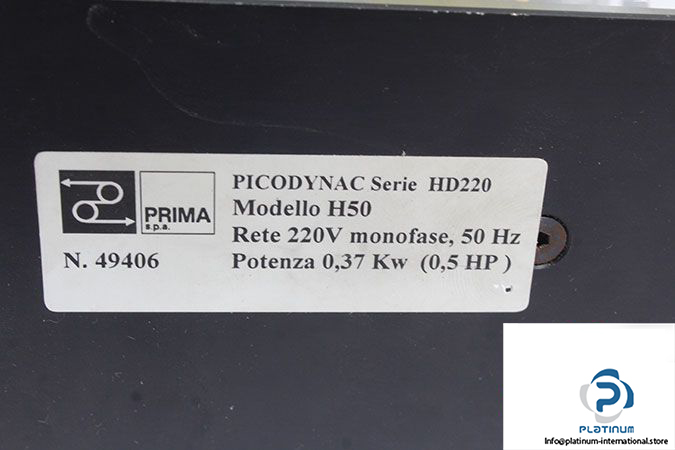 PICODYNAC Serie HD220
Modello H50
Rete 220V monofase, 50 Hz
Potenza 0,37 Kw (0,5 HP )
PRIMA
s.p.a.
N. 49406
PLATINUM
Info@platinum-international.store